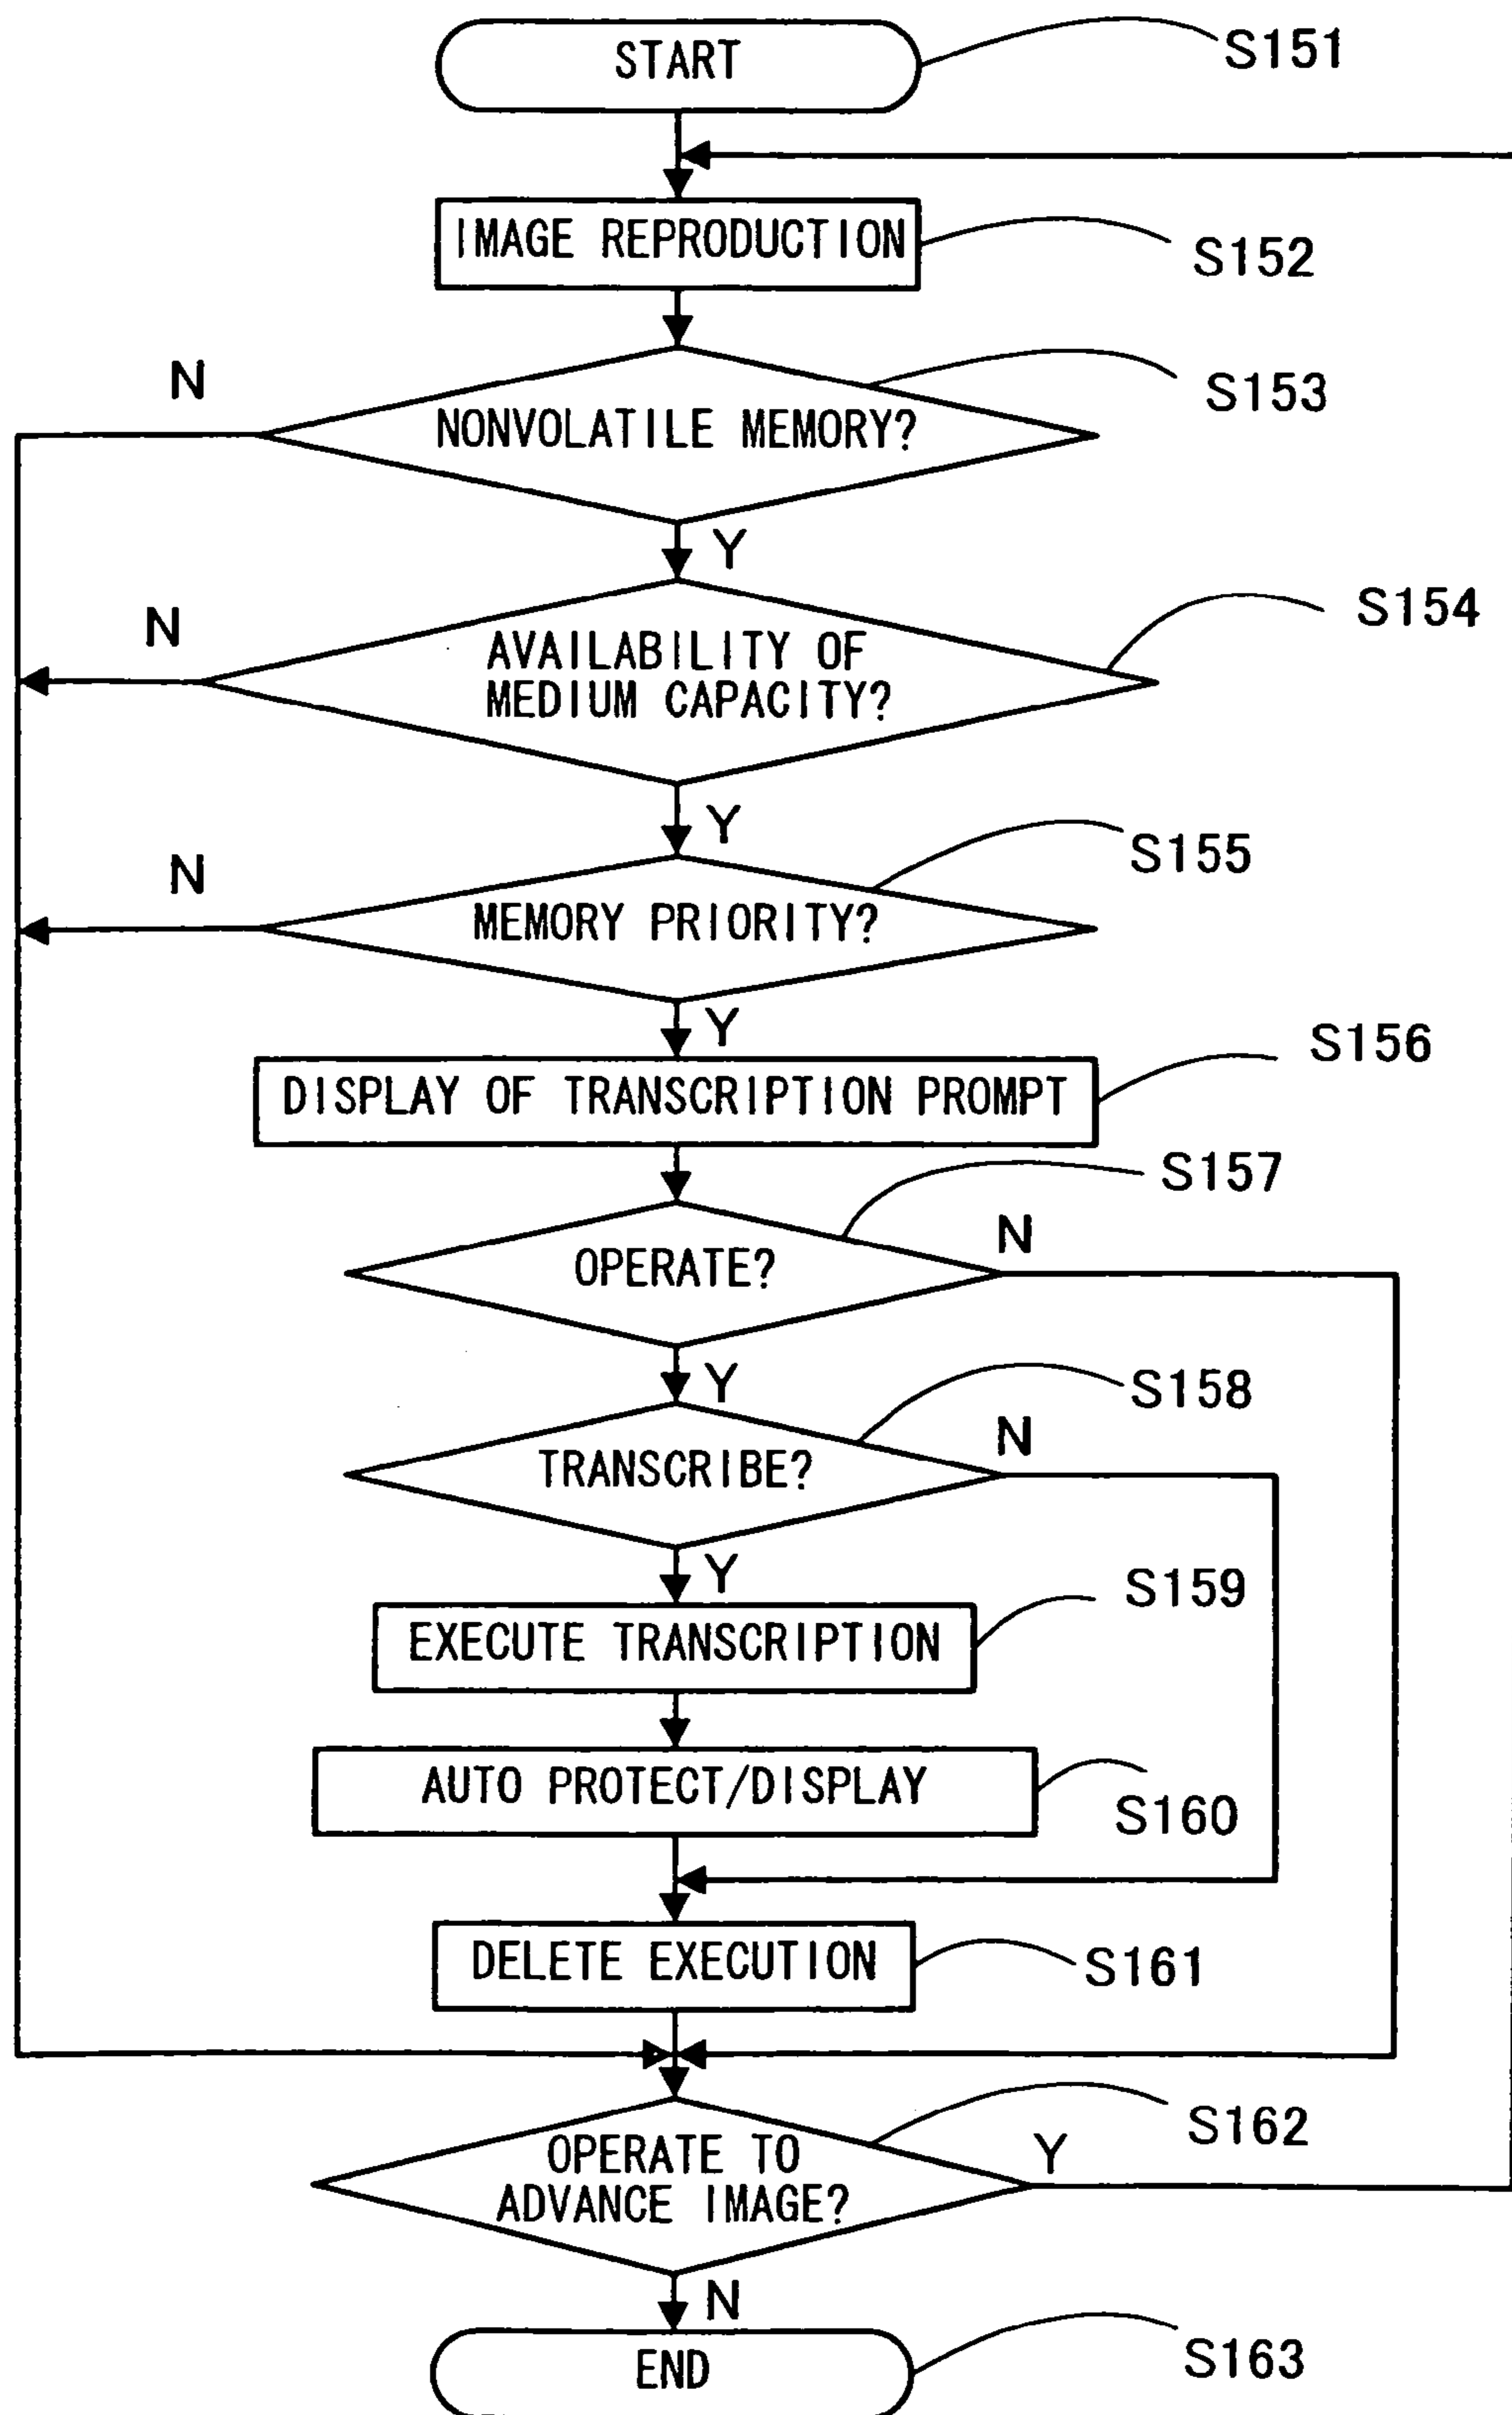 START
S151
IMAGE REPRODUCTION
S152
N
NONVOLATILE MEMORY?
S153
Y
N
AVAILABILITY OF
MEDIUM CAPACITY?
S154
Y
N
MEMORY PRIORITY?
S155
Y
DISPLAY OF TRANSCRIPTION PROMPT
S156
OPERATE?
S157
N
Y
TRANSCRIBE?
S158
N
Y
EXECUTE TRANSCRIPTION
S159
AUTO PROTECT/DISPLAY
S160
DELETE EXECUTION
S161
OPERATE TO
ADVANCE IMAGE?
S162
Y
N
END
S163